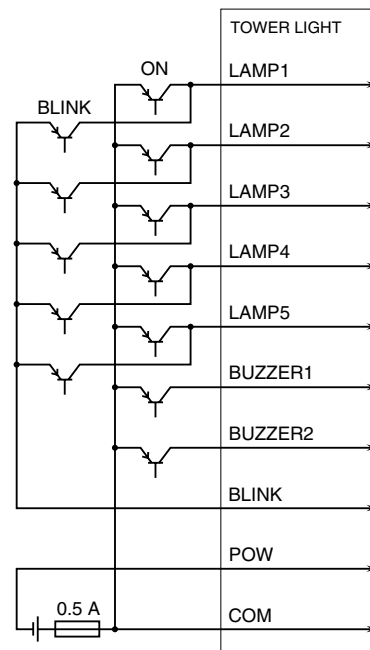 TOWER LIGHT
ON
LAMP1
BLINK
LAMP2
LAMP3
LAMP4
LAMP5
BUZZER1
BUZZER2
BLINK
POW
0.5 A
COM